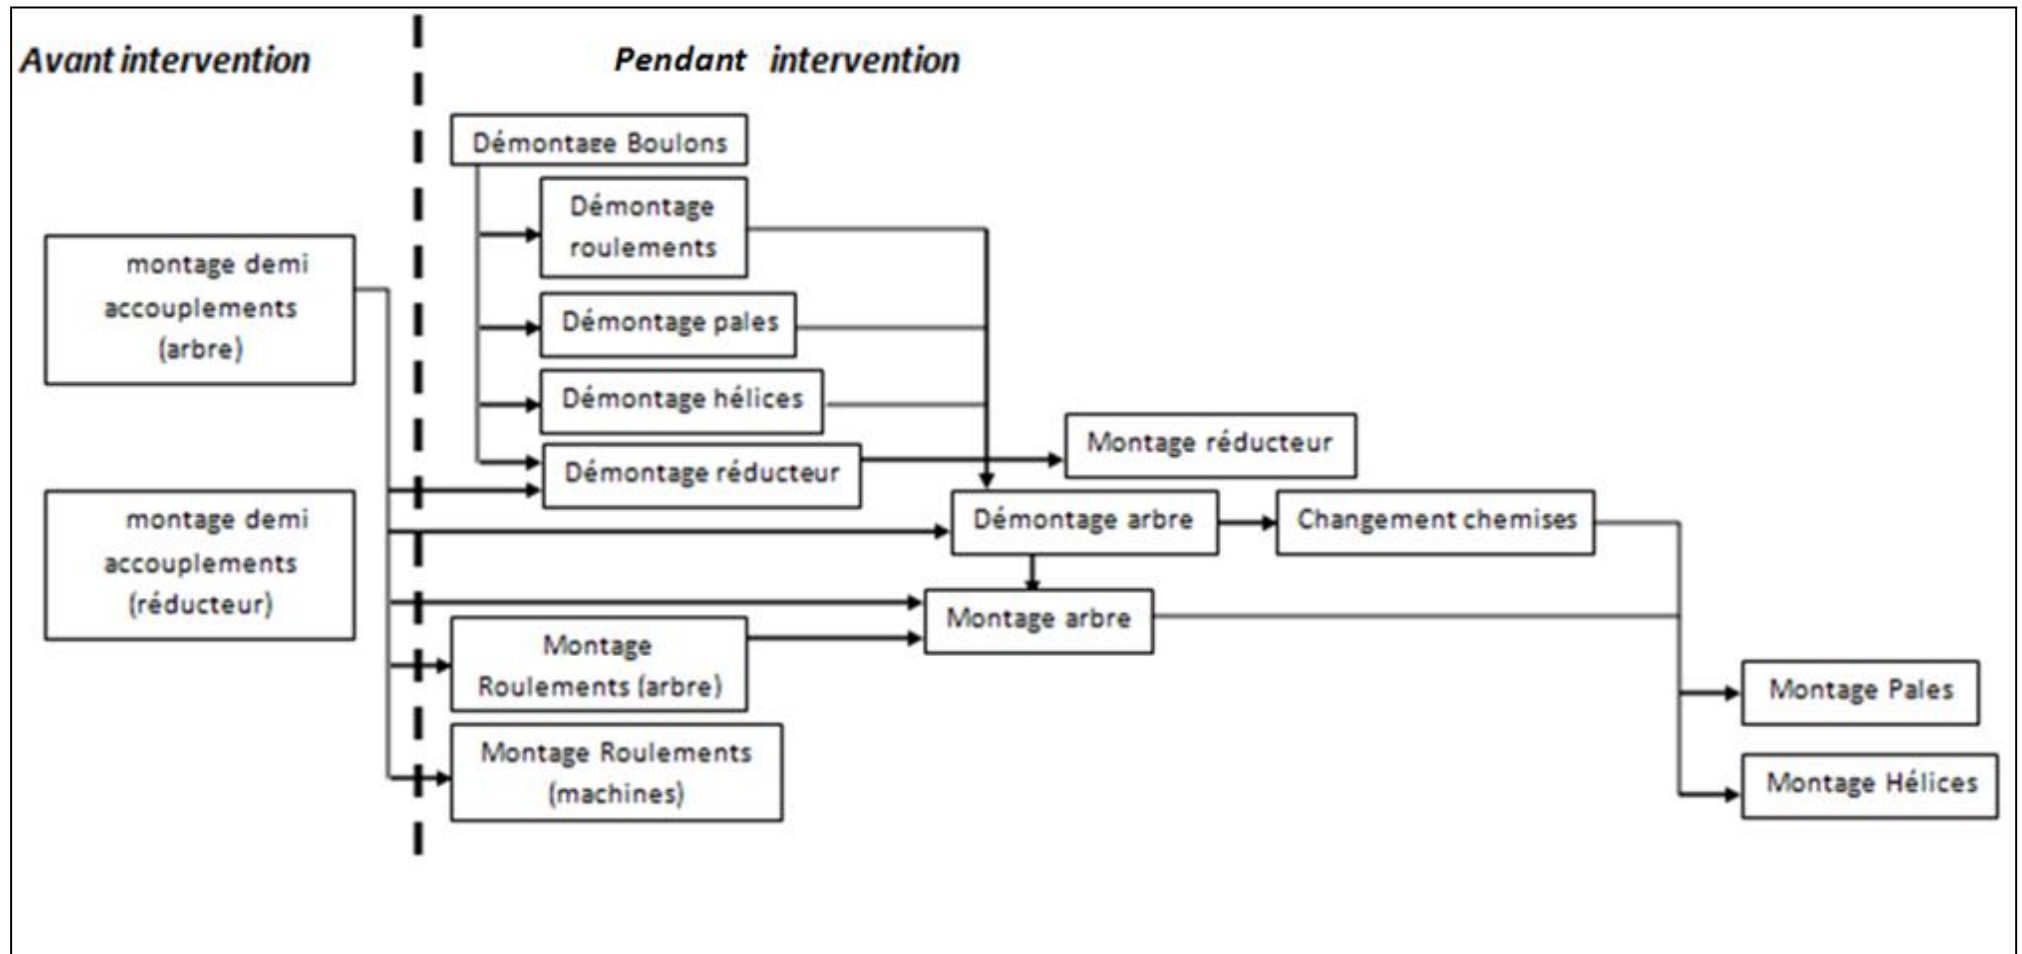 Avant intervention
Pendant intervention
Démontage Boulons
Démontage
roulements
montage demi
accouplements
(arbre)
Démontage pales
Démontage hélices
Montage réducteur
Démontage réducteur
montage demi
accouplements
(réducteur)
Démontage arbre
Changement chemises
Montage arbre
Montage
Roulements (arbre)
Montage Pales
Montage Roulements
(machines)
Montage Hélices